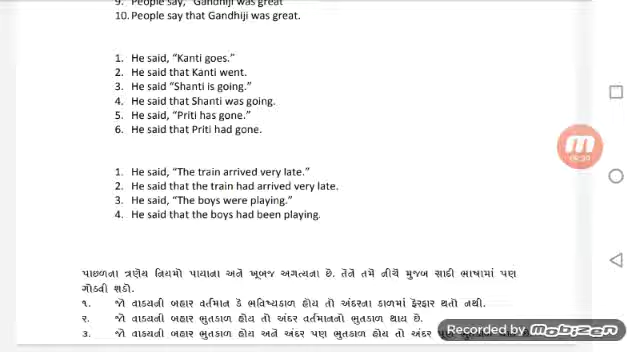 9. People say, "Gandhiji was great"
10. People say that Gandhiji was great.
1. He said, "Kanti goes."
2. He said that Kanti went.
3. He said "Shanti is going."
4. He said that Shanti was going.
5. He said, "Priti has gone."
6. He said that Priti had gone.
1. He said, "The train arrived very late."
2. He said that the train had arrived very late.
3. He said, "The boys were playing."
4. He said that the boys had been playing.
પાછળના ત્રણેય નિયમો પાયાના અને ખૂબજ અગત્યના છે. તેને તમે નીચે મુજબ સાદી ભાષામાં પણ
ગોઠવી શકો.
૧. જો વાક્યની બહાર વર્તમાન કે ભવિષ્યકાળ હોય તો અંદરના કાળમાં ફેરફાર થતો નથી.
૨. જો વાક્યની બહાર ભુતકાળ હોય તો અંદર વર્તમાનનો ભુતકાળ થાય છે.
૩. જો વાક્યની બહાર ભુતકાળ હોય અને અંદર પણ ભુતકાળ હોય તો અંદર
Recorded by Mobizen